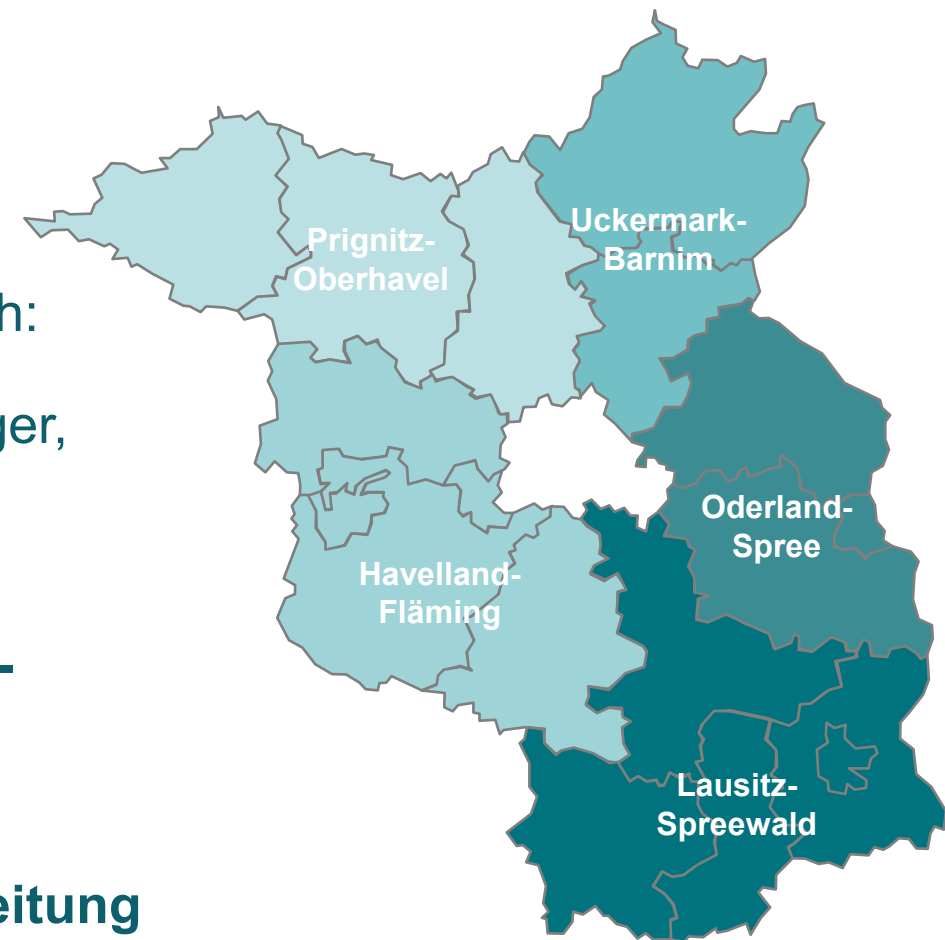 h:
ger,
-
eitung
Prignitz-
Oberhavel
Uckermark-
Barnim
Oderland-
Spree
Havelland-
Fläming
Lausitz-
Spreewald